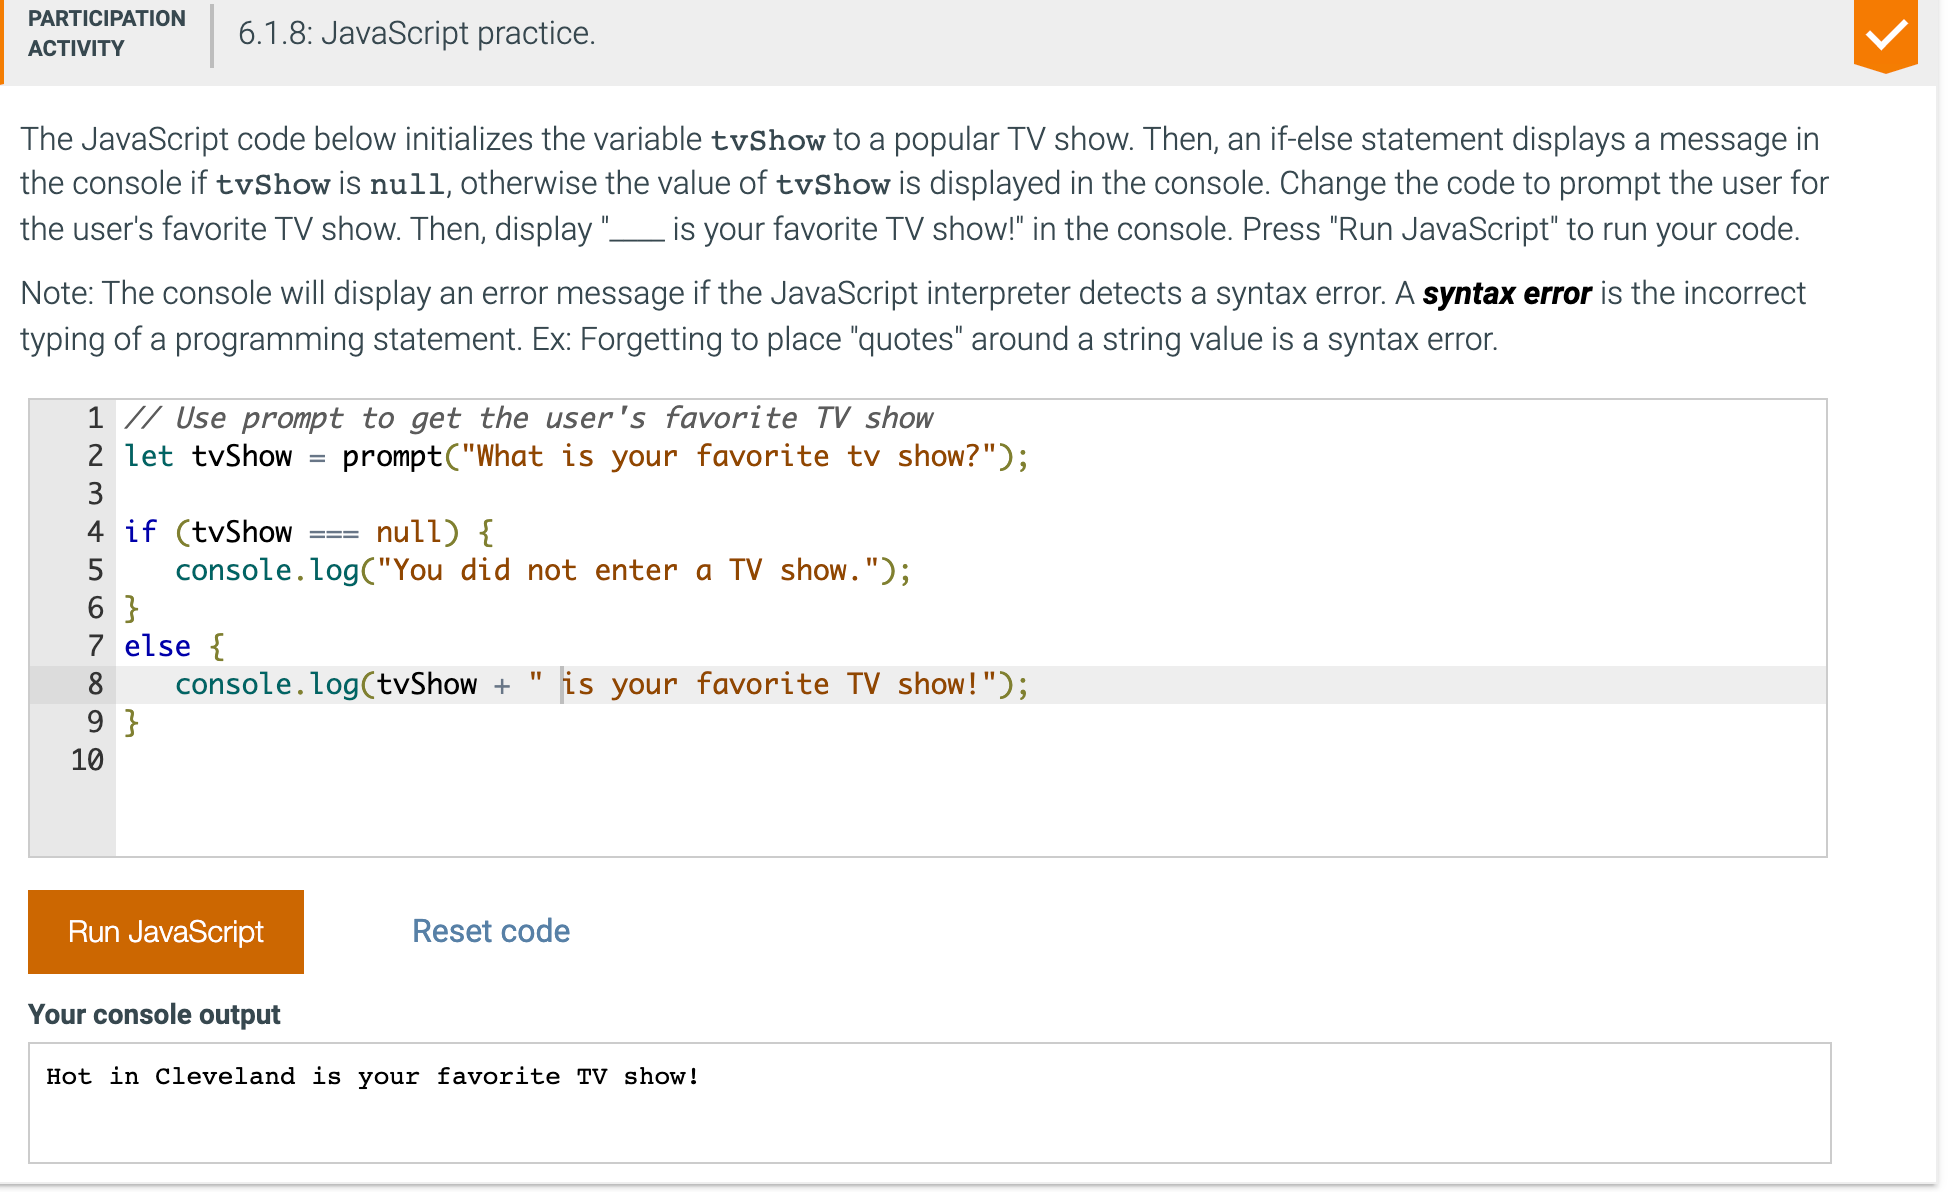 PARTICIPATION
ACTIVITY
6.1.8: JavaScript practice.
The JavaScript code below initializes the variable tvShow to a popular TV show. Then, an if-else statement displays a message in
the console if tvShow is null, otherwise the value of tvShow is displayed in the console. Change the code to prompt the user for
the user's favorite TV show. Then, display "____ is your favorite TV show!" in the console. Press "Run JavaScript" to run your code.
Note: The console will display an error message if the JavaScript interpreter detects a syntax error. A syntax error is the incorrect
typing of a programming statement. Ex: Forgetting to place "quotes" around a string value is a syntax error.
1 // Use prompt to get the user's favorite TV show
2 let tvShow = prompt("What is your favorite tv show?");
3
4 if (tvShow === null) {
5    console.log("You did not enter a TV show.");
6 }
7 else {
8    console.log(tvShow + " is your favorite TV show!");
9 }
10
Run JavaScript
Reset code
Your console output
Hot in Cleveland is your favorite TV show!